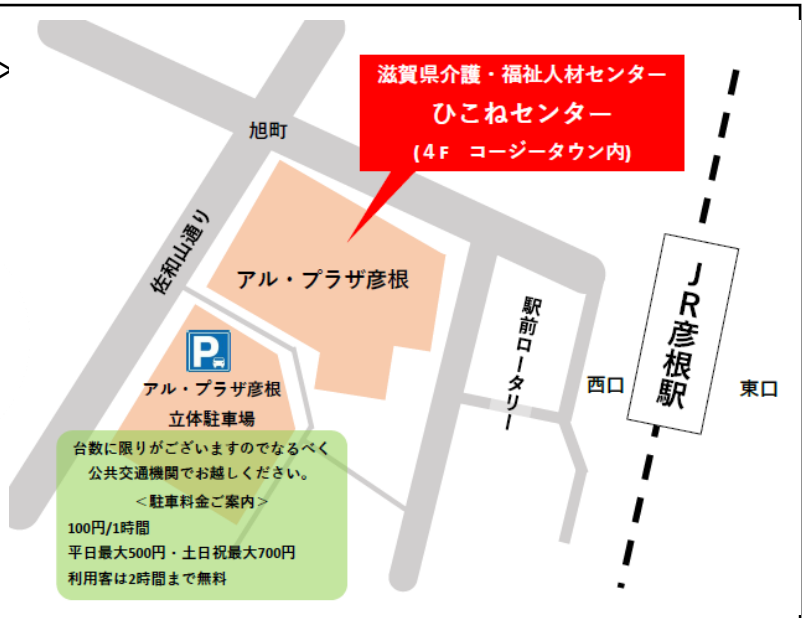 >
滋賀県介護・福祉人材センター
ひこねセンター
(4F コージータウン内)
旭町
佐和山通り
アル・プラザ彦根
駅前ロータリー
JR彦根駅
西口
東口
P
アル・プラザ彦根
立体駐車場
台数に限りがございますのでなるべく
公共交通機関でお越しください。
＜駐車料金ご案内＞
100円/1時間
平日最大500円・土日祝最大700円
利用客は2時間まで無料